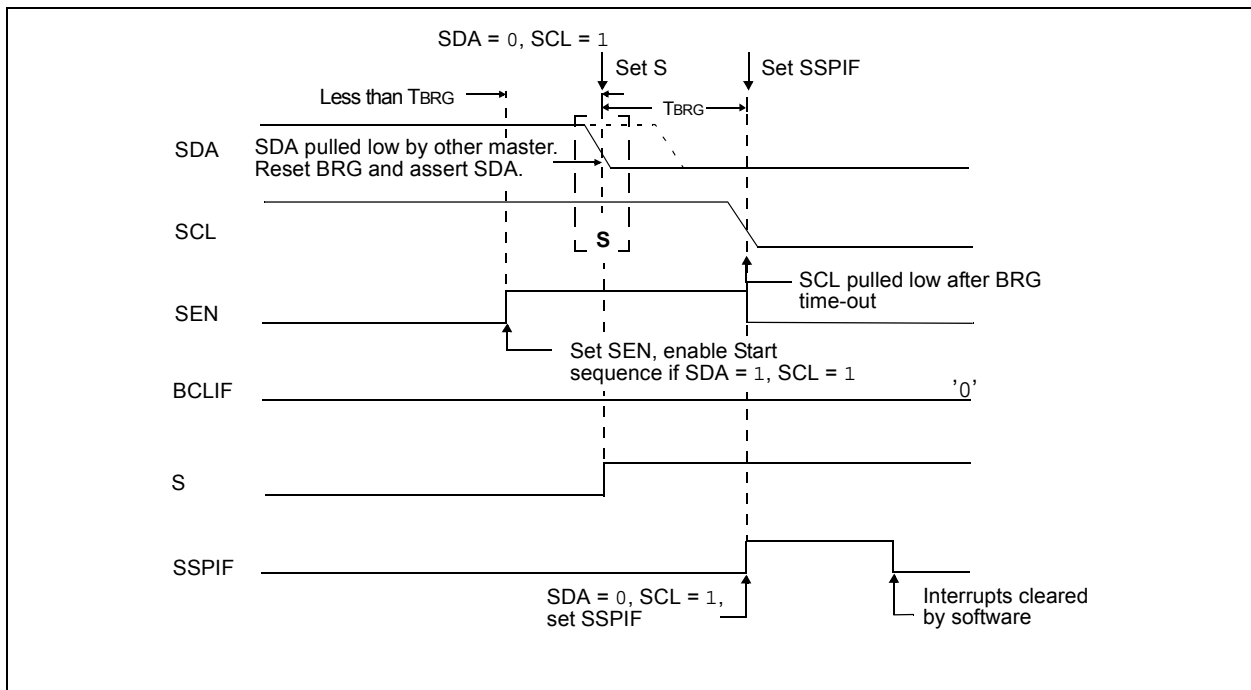 SDA = 0, SCL = 1
Set S
Set SSPIF
Less than TBRG
TBRG
SDA
SDA pulled low by other master.
Reset BRG and assert SDA.
SCL
S
SCL pulled low after BRG
time-out
SEN
Set SEN, enable Start
sequence if SDA = 1, SCL = 1
BCLIF
'0'
S
SSPIF
SDA = 0, SCL = 1,
set SSPIF
Interrupts cleared
by software